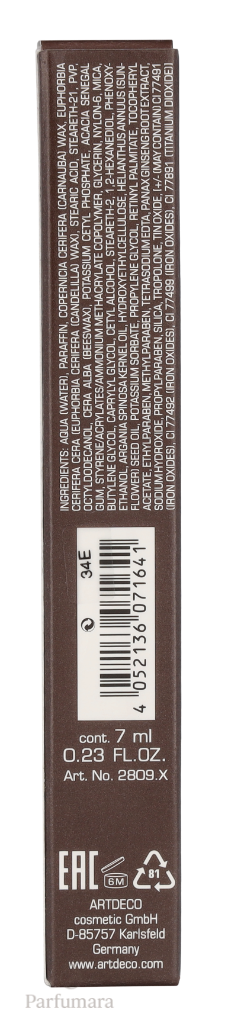 INGREDIENTS: AQUA (WATER), PARAFFIN, COPERNICIA CERIFERA (CARNAUBA) WAX, EUPHORBIA
CERIFERA CERA (EUPHORBIA CERIFERA (CANDELILLA) WAX), STEARIC ACID, STEARETH-21, PVP,
OCTYLDODECANOL, CERA ALBA (BEESWAX), POTASSIUM CETYL PHOSPHATE, ACACIA SENEGAL
GUM, STYRENE/ACRYLATES/AMMONIUM METHACRYLATE COPOLYMER, GLYCERIN, NYLON-6, MICA,
BUTYLENE GLYCOL, CAPRYLYL GLYCOL, CETYL ALCOHOL, STEARETH-2, 1,2-HEXANEDIOL, PHENOXY-
ETHANOL, ARGANIA SPINOSA KERNEL OIL, HYDROXYETHYLCELLULOSE, HELIANTHUS ANNUUS (SUN-
FLOWER) SEED OIL, POTASSIUM SORBATE, PROPYLENE GLYCOL, RETINYL PALMITATE, TOCOPHERYL
ACETATE, ETHYLPARABEN, METHYLPARABEN, TETRASODIUM EDTA, PANAX GINSENG ROOT EXTRACT,
SODIUM HYDROXIDE, PROPYLPARABEN, SILICA, TROPOLONE, TIN OXIDE [+/- (MAY CONTAIN) CI 77491
(IRON OXIDES), CI 77492 (IRON OXIDES), CI 77499 (IRON OXIDES), CI 77891 (TITANIUM DIOXIDE)]
34E
4 052136 071641
cont. 7 ml
0.23 FL.OZ.
Art. No. 2809.X
EAC 6M 81
ARTDECO
cosmetic GmbH
D-85757 Karlsfeld
Germany
www.artdeco.com
Parfumara